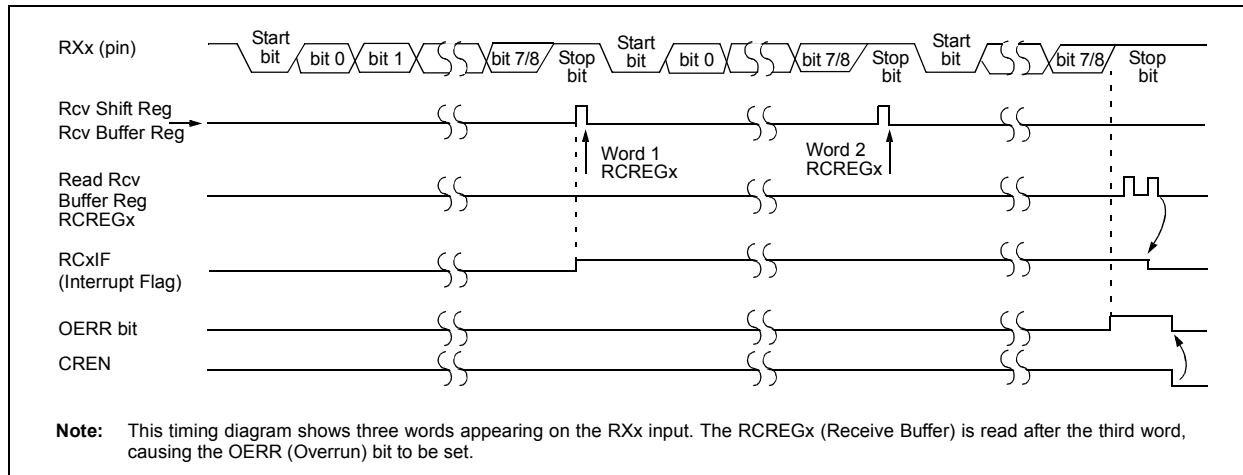 RXx (pin)
Start bit
bit 0
bit 1
bit 7/8
Stop bit
Start bit
bit 0
bit 7/8
Stop bit
Start bit
bit 7/8
Stop bit
Rcv Shift Reg
Rcv Buffer Reg
Word 1
RCREGx
Word 2
RCREGx
Read Rcv
Buffer Reg
RCREGx
RCxIF
(Interrupt Flag)
OERR bit
CREN
Note: This timing diagram shows three words appearing on the RXx input. The RCREGx (Receive Buffer) is read after the third word,
causing the OERR (Overrun) bit to be set.